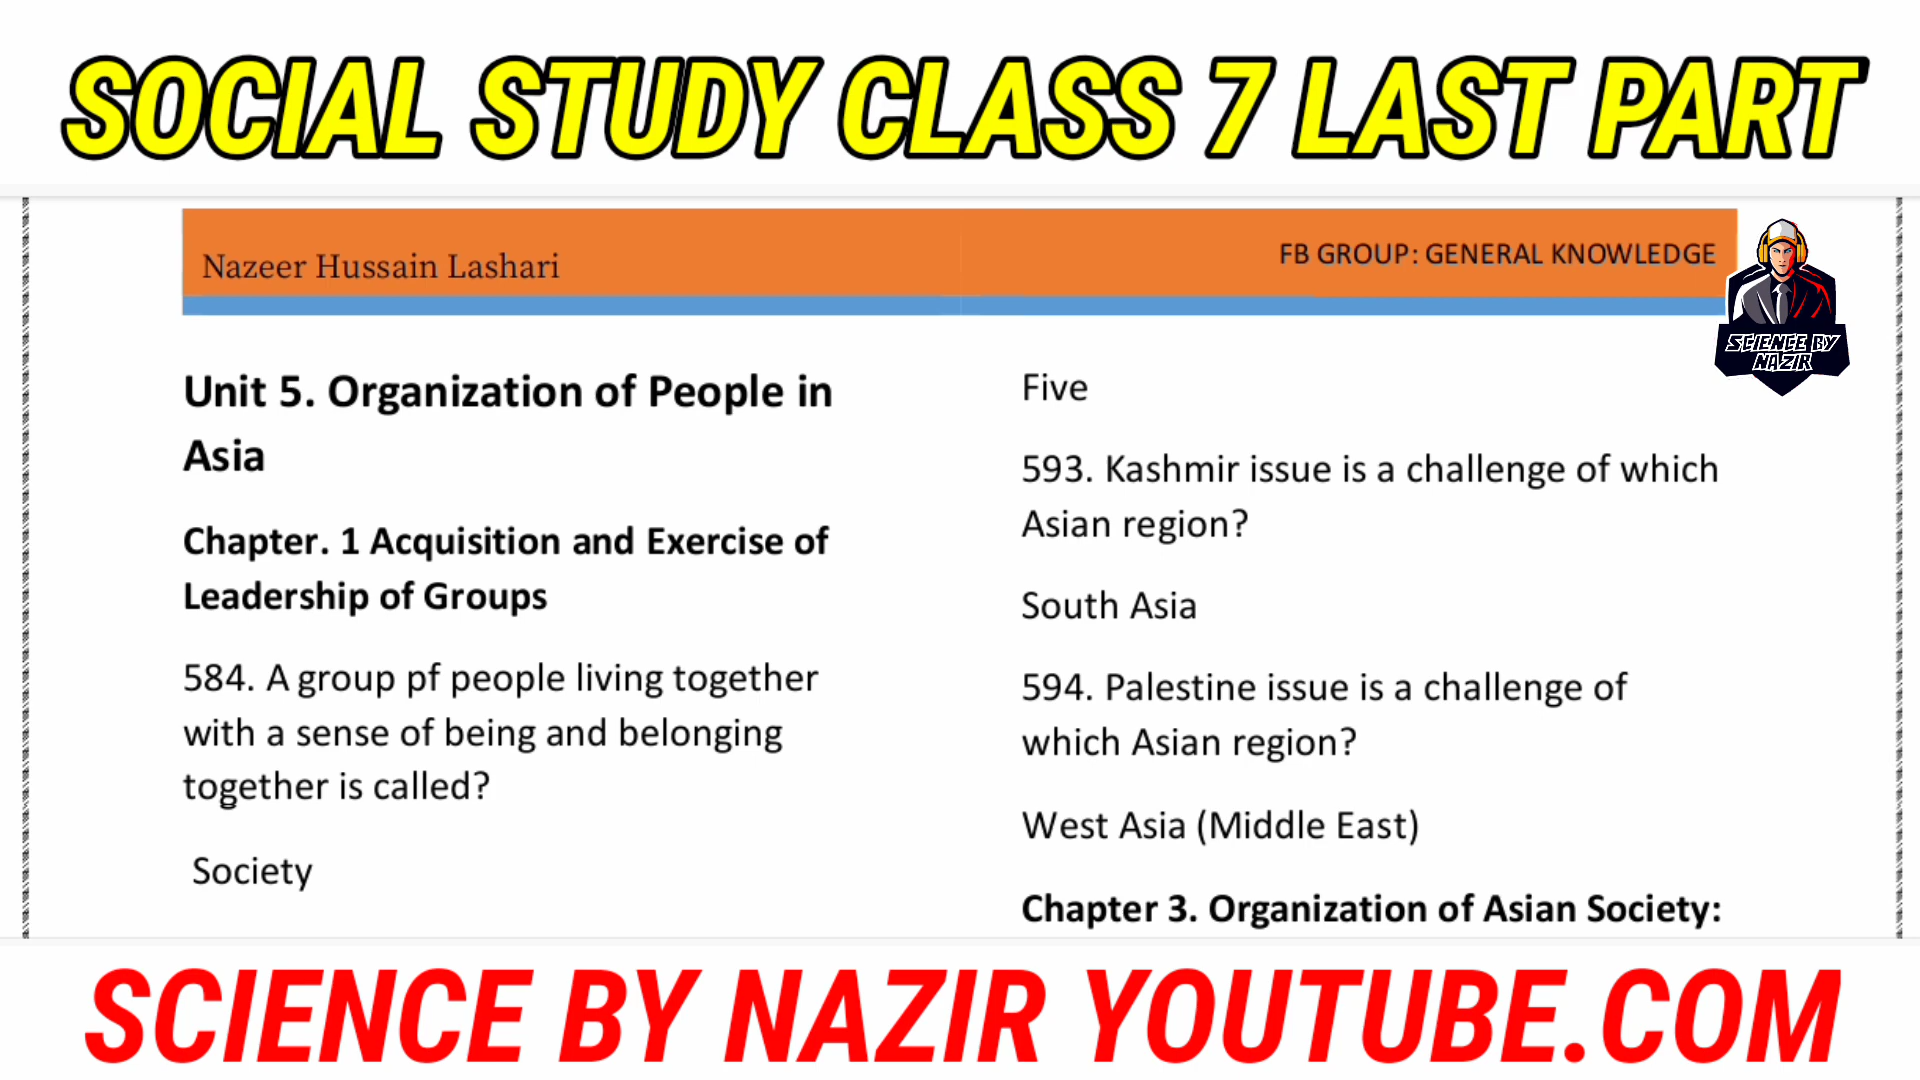 SOCIAL STUDY CLASS 7 LAST PART
Nazeer Hussain Lashari
FB GROUP: GENERAL KNOWLEDGE
SCIENCE BY
NAZIR
Unit 5. Organization of People in
Asia
Chapter. 1 Acquisition and Exercise of
Leadership of Groups
584. A group pf people living together
with a sense of being and belonging
together is called?
Society
Five
593. Kashmir issue is a challenge of which
Asian region?
South Asia
594. Palestine issue is a challenge of
which Asian region?
West Asia (Middle East)
Chapter 3. Organization of Asian Society:
SCIENCE BY NAZIR YOUTUBE.COM